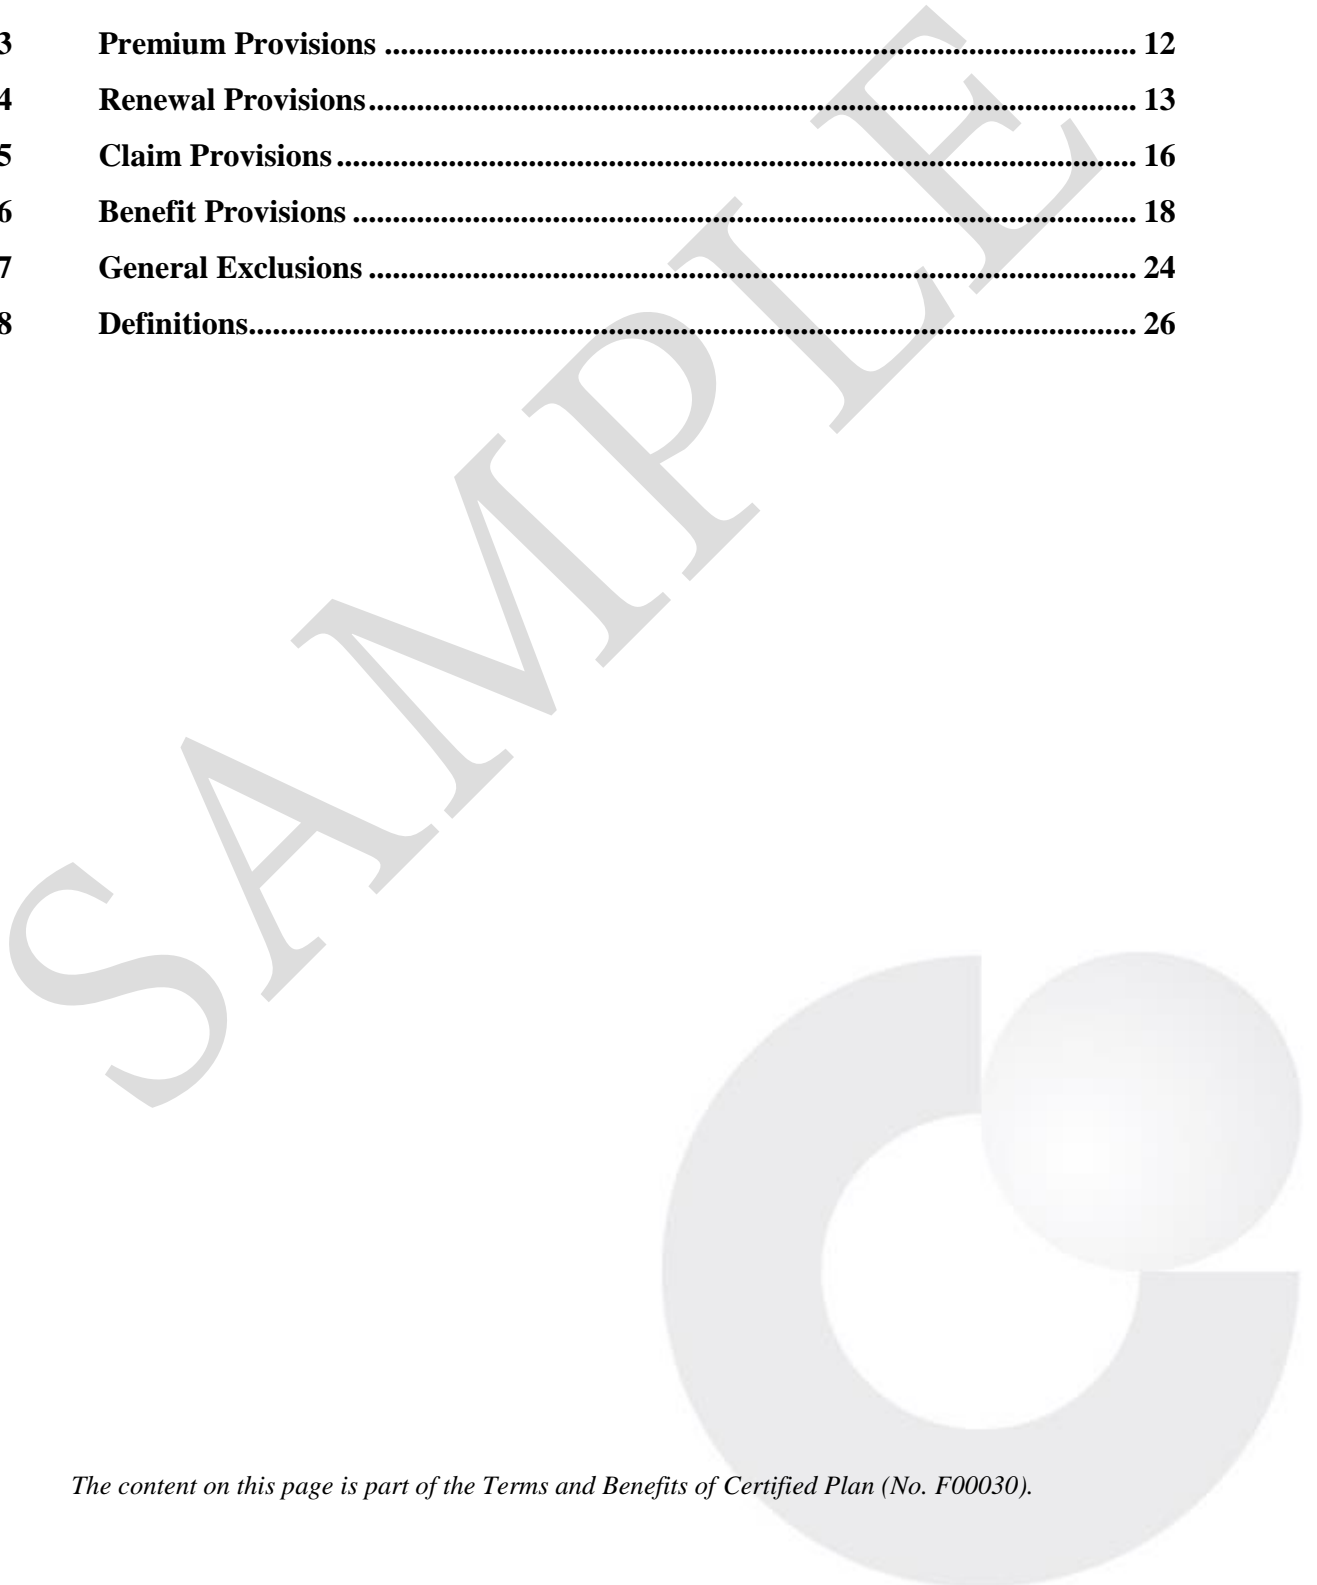 3 Premium Provisions ................................................................................................ 12
4 Renewal Provisions.................................................................................................. 13
5 Claim Provisions ...................................................................................................... 16
6 Benefit Provisions .................................................................................................... 18
7 General Exclusions .................................................................................................. 24
8 Definitions................................................................................................................. 26
SAMPLE
The content on this page is part of the Terms and Benefits of Certified Plan (No. F00030).